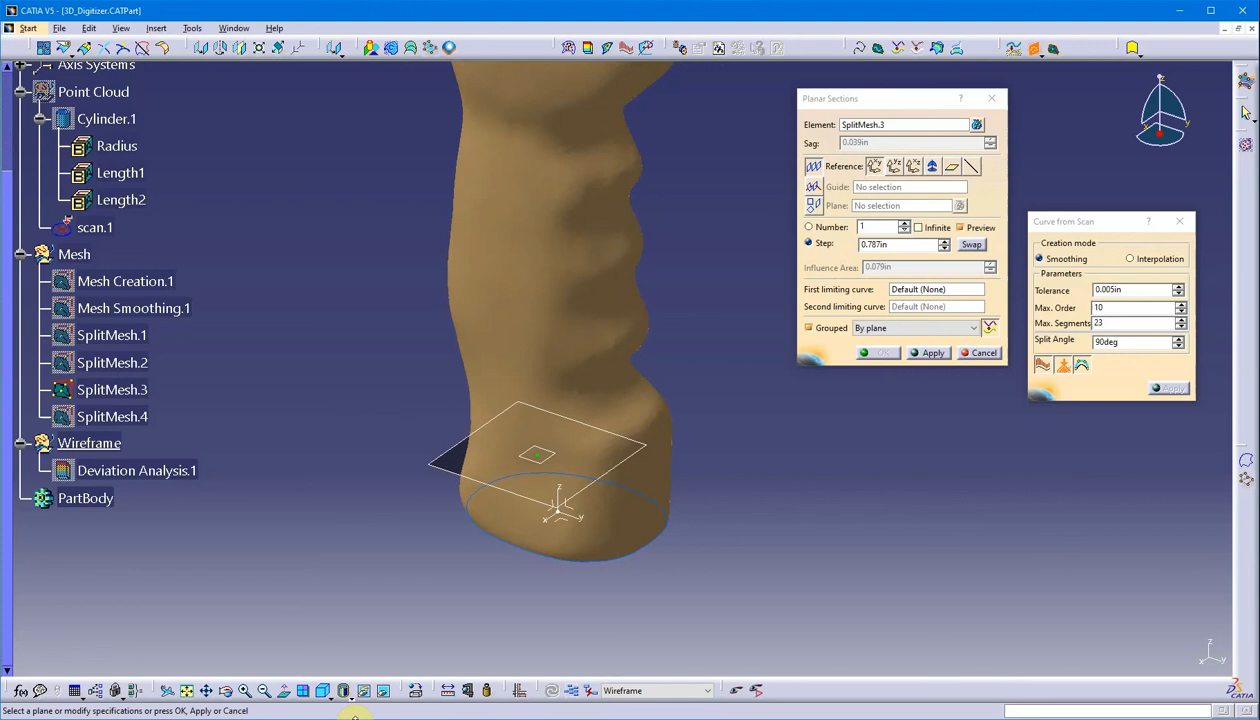 CATIA V5 - [3D_Digitizer.CATPart]
Start File Edit View Insert Tools Window Help
Axis Systems
Point Cloud
Cylinder.1
Radius
Length1
Length2
scan.1
Mesh
Mesh Creation.1
Mesh Smoothing.1
SplitMesh.1
SplitMesh.2
SplitMesh.3
SplitMesh.4
Wireframe
Deviation Analysis.1
PartBody
Planar Sections ?
Element: SplitMesh.3
Sag: 0.039in
Reference: xy yz xz
Guide: No selection
Plane: No selection
Number: 1 Infinite Preview
Step: 0.787in Swap
Influence Area: 0.079in
First limiting curve: Default (None)
Second limiting curve: Default (None)
Grouped By plane
OK Apply Cancel
Curve from Scan ?
Creation mode
Smoothing Interpolation
Parameters
Tolerance 0.005in
Max. Order 10
Max. Segments 23
Split Angle 90deg
Apply
z
x y
z
x y
z
x y
f(x) Wireframe
Select a plane or modify specifications or press OK, Apply or Cancel
CATIA